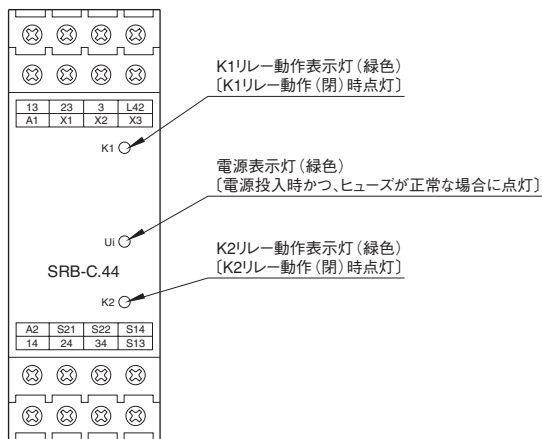 K1リレー動作表示灯（緑色）
〔K1リレー動作（閉）時点灯〕
13 23 3 L42
A1 X1 X2 X3
K1
電源表示灯（緑色）
〔電源投入時かつ、ヒューズが正常な場合に点灯〕
Ui
K2リレー動作表示灯（緑色）
〔K2リレー動作（閉）時点灯〕
SRB-C.44
K2
A2 S21 S22 S14
14 24 34 S13